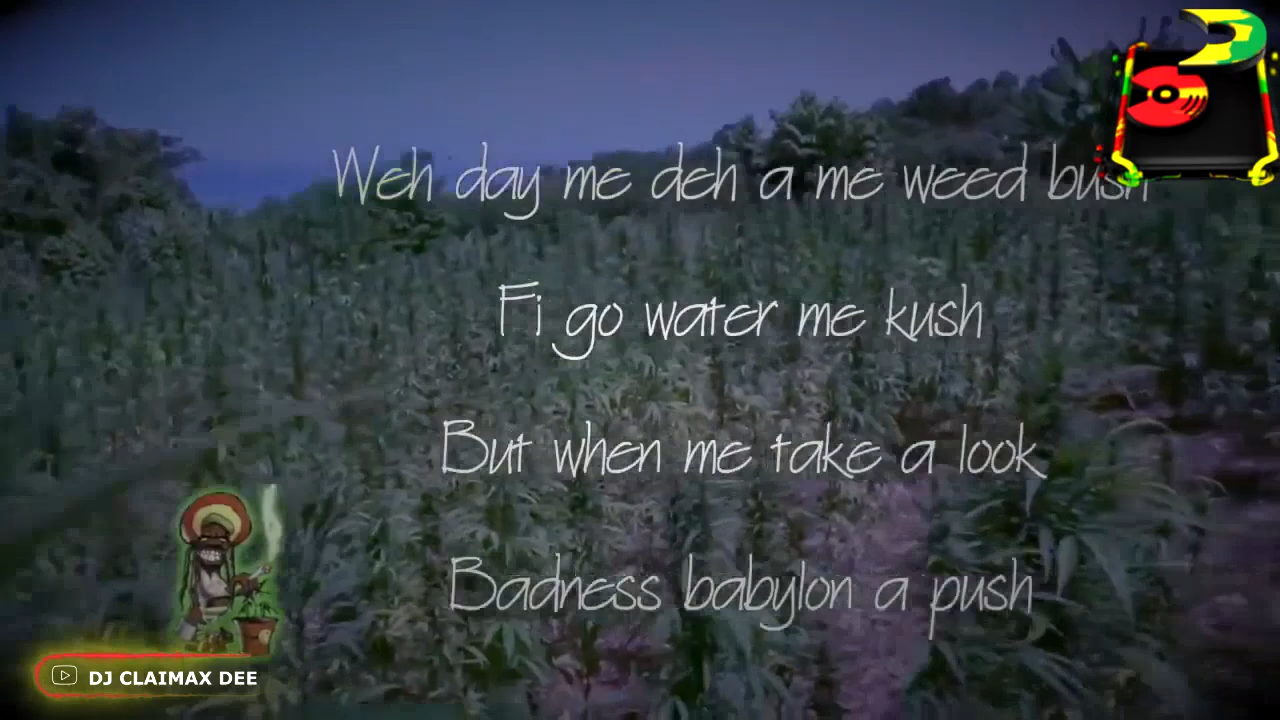 Weh day me deh a me weed bush
Fi go water me kush
But when me take a look
Badness babylon a push
DJ CLAIMAX DEE